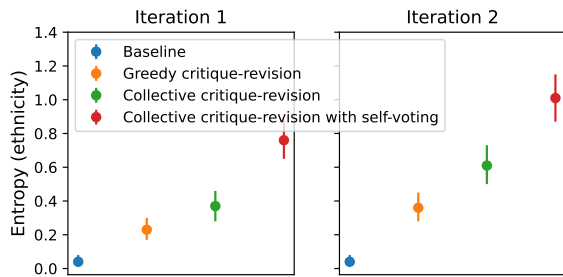 Iteration 1
Iteration 2
Entropy (ethnicity)
1.4
1.2
1.0
0.8
0.6
0.4
0.2
0.0
Baseline
Greedy critique-revision
Collective critique-revision
Collective critique-revision with self-voting